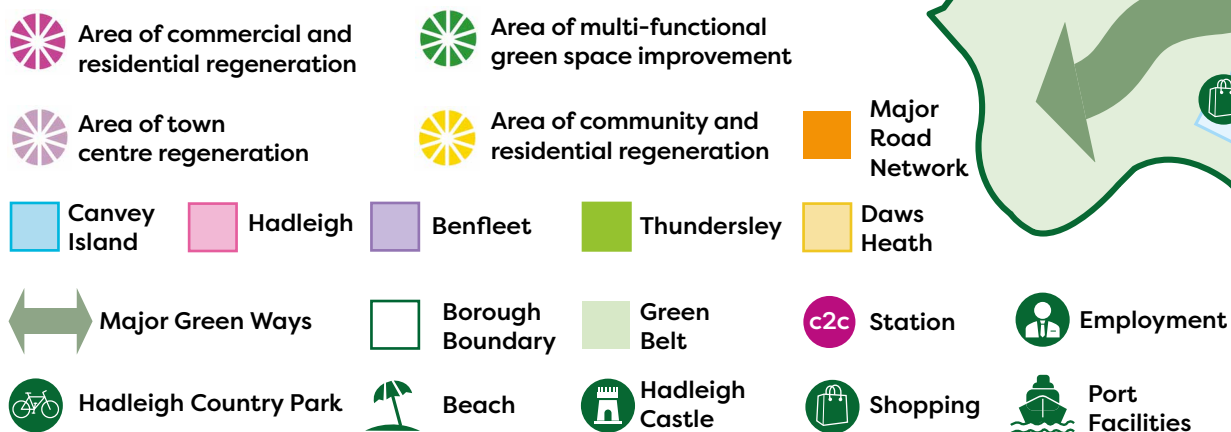 Area of commercial and
residential regeneration
Area of multi-functional
green space improvement
Area of town
centre regeneration
Area of community and
residential regeneration
Major
Road
Network
Canvey
Island
Hadleigh
Benfleet
Thundersley
Daws
Heath
Major Green Ways
Borough
Boundary
Green
Belt
c2c
Station
Employment
Hadleigh Country Park
Beach
Hadleigh
Castle
Shopping
Port
Facilities